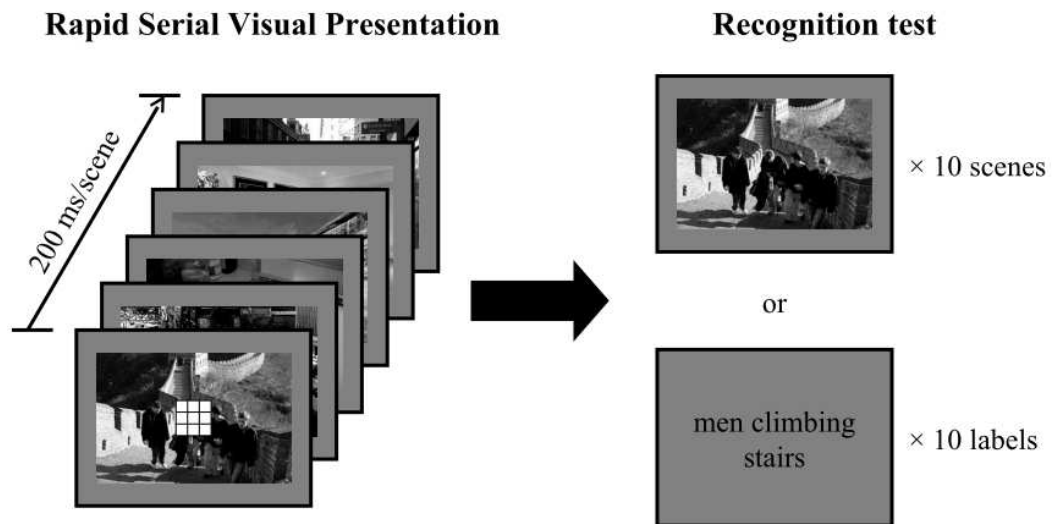 Rapid Serial Visual Presentation
Recognition test
200 ms/scene
× 10 scenes
or
men climbing
stairs
× 10 labels